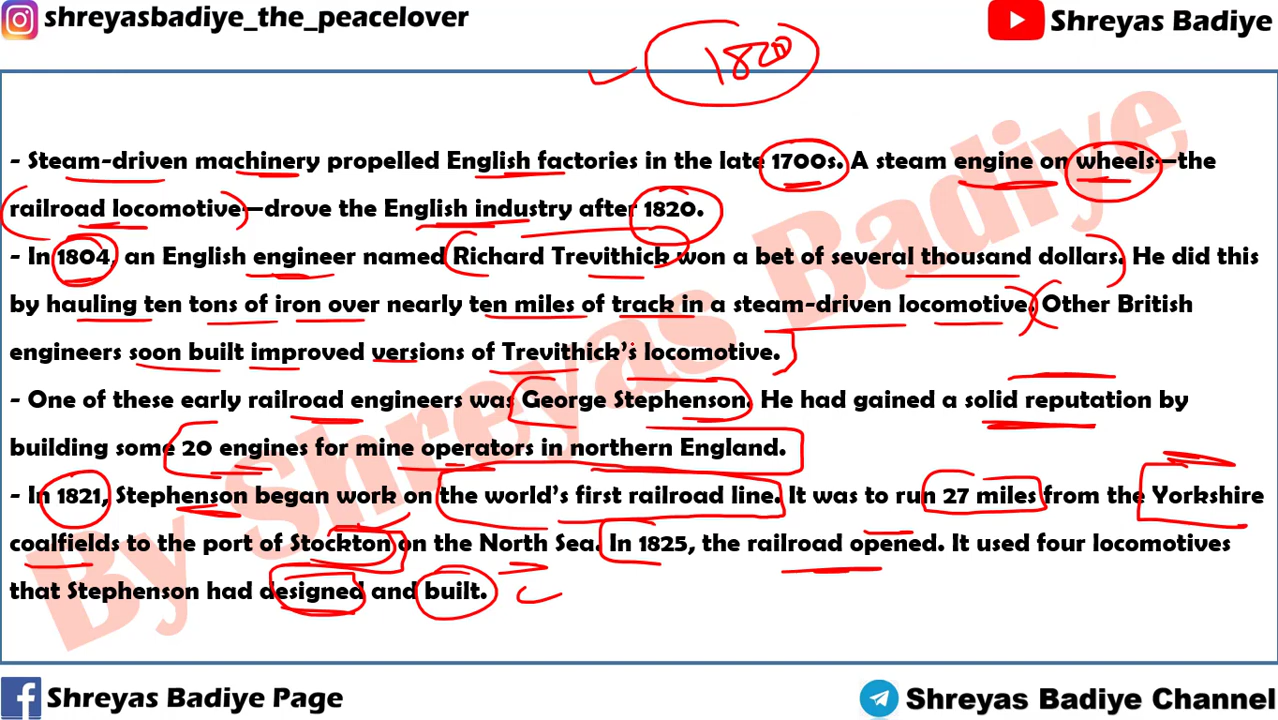 shreyasbadiye_the_peacelover
Shreyas Badiye
1820
- Steam-driven machinery propelled English factories in the late 1700s. A steam engine on wheels—the
railroad locomotive—drove the English industry after 1820.
- In 1804, an English engineer named Richard Trevithick won a bet of several thousand dollars. He did this
by hauling ten tons of iron over nearly ten miles of track in a steam-driven locomotive. Other British
engineers soon built improved versions of Trevithick's locomotive.
- One of these early railroad engineers was George Stephenson. He had gained a solid reputation by
building some 20 engines for mine operators in northern England.
- In 1821, Stephenson began work on the world's first railroad line. It was to run 27 miles from the Yorkshire
coalfields to the port of Stockton on the North Sea. In 1825, the railroad opened. It used four locomotives
that Stephenson had designed and built.
By Shreyas Badiye
Shreyas Badiye Page
Shreyas Badiye Channel